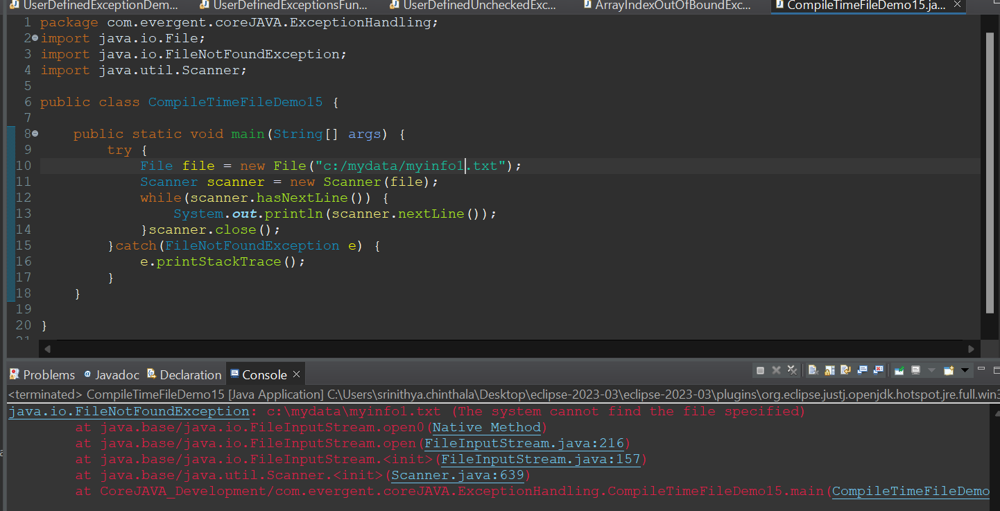 UserDefinedExceptionDem... UserDefinedExceptionsFun... UserDefinedUncheckedExc... ArrayIndexOutOfBoundExc... CompileTimeFileDemo15.ja...
1 package com.evergent.coreJAVA.ExceptionHandling;
2 import java.io.File;
3 import java.io.FileNotFoundException;
4 import java.util.Scanner;
5
6 public class CompileTimeFileDemo15 {
7
8 public static void main(String[] args) {
9 try {
10 File file = new File("c:/mydata/myinfo1.txt");
11 Scanner scanner = new Scanner(file);
12 while(scanner.hasNextLine()) {
13 System.out.println(scanner.nextLine());
14 }scanner.close();
15 }catch(FileNotFoundException e) {
16 e.printStackTrace();
17 }
18 }
19
20 }
21
Problems Javadoc Declaration Console
<terminated> CompileTimeFileDemo15 [Java Application] C:\Users\srinithya.chinthala\Desktop\eclipse-2023-03\eclipse-2023-03\plugins\org.eclipse.justj.openjdk.hotspot.jre.full.win3
java.io.FileNotFoundException: c:\mydata\myinfo1.txt (The system cannot find the file specified)
at java.base/java.io.FileInputStream.open0(Native Method)
at java.base/java.io.FileInputStream.open(FileInputStream.java:216)
at java.base/java.io.FileInputStream.<init>(FileInputStream.java:157)
at java.base/java.util.Scanner.<init>(Scanner.java:639)
at CoreJAVA_Development/com.evergent.coreJAVA.ExceptionHandling.CompileTimeFileDemo15.main(CompileTimeFileDemo